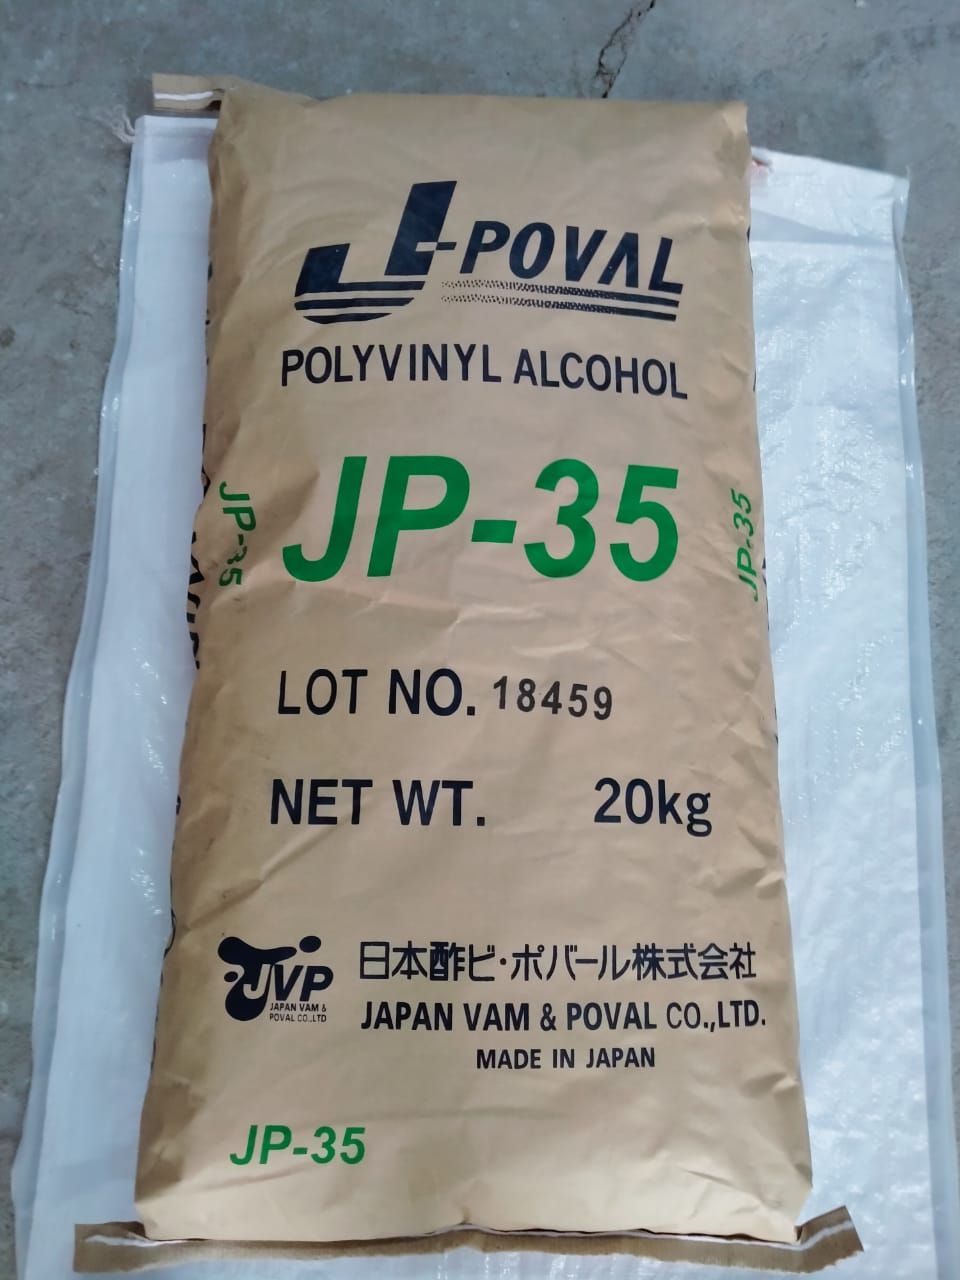 J-POVAL
POLYVINYL ALCOHOL
JP-35
JP-35
JP-35
LOT NO. 18459
NET WT. 20kg
JVP
JAPAN VAM &
POVAL CO.,LTD
日本酢ビ・ポバール株式会社
JAPAN VAM & POVAL CO.,LTD.
MADE IN JAPAN
JP-35